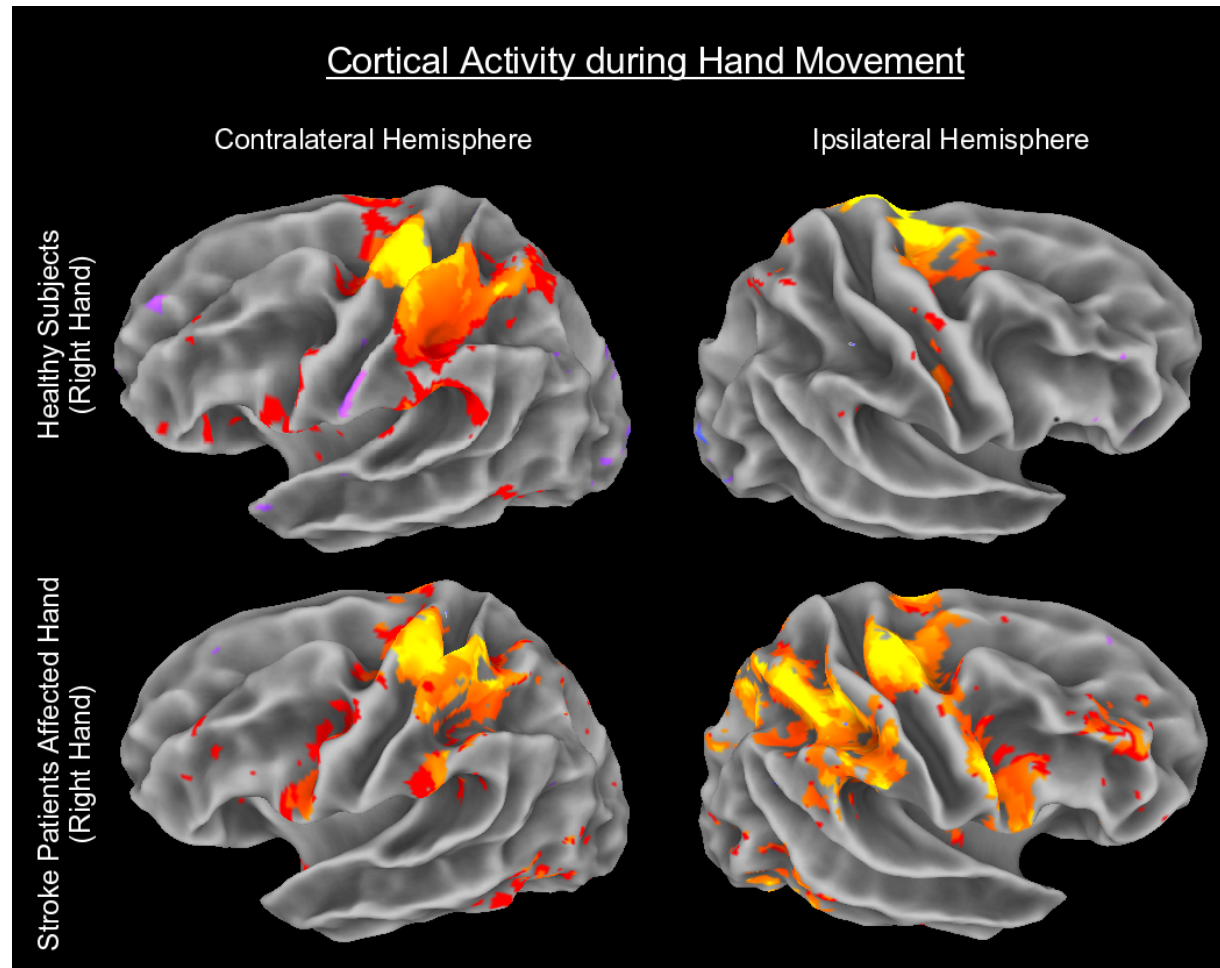 Cortical Activity during Hand Movement
Contralateral Hemisphere
Ipsilateral Hemisphere
Healthy Subjects
(Right Hand)
Stroke Patients Affected Hand
(Right Hand)